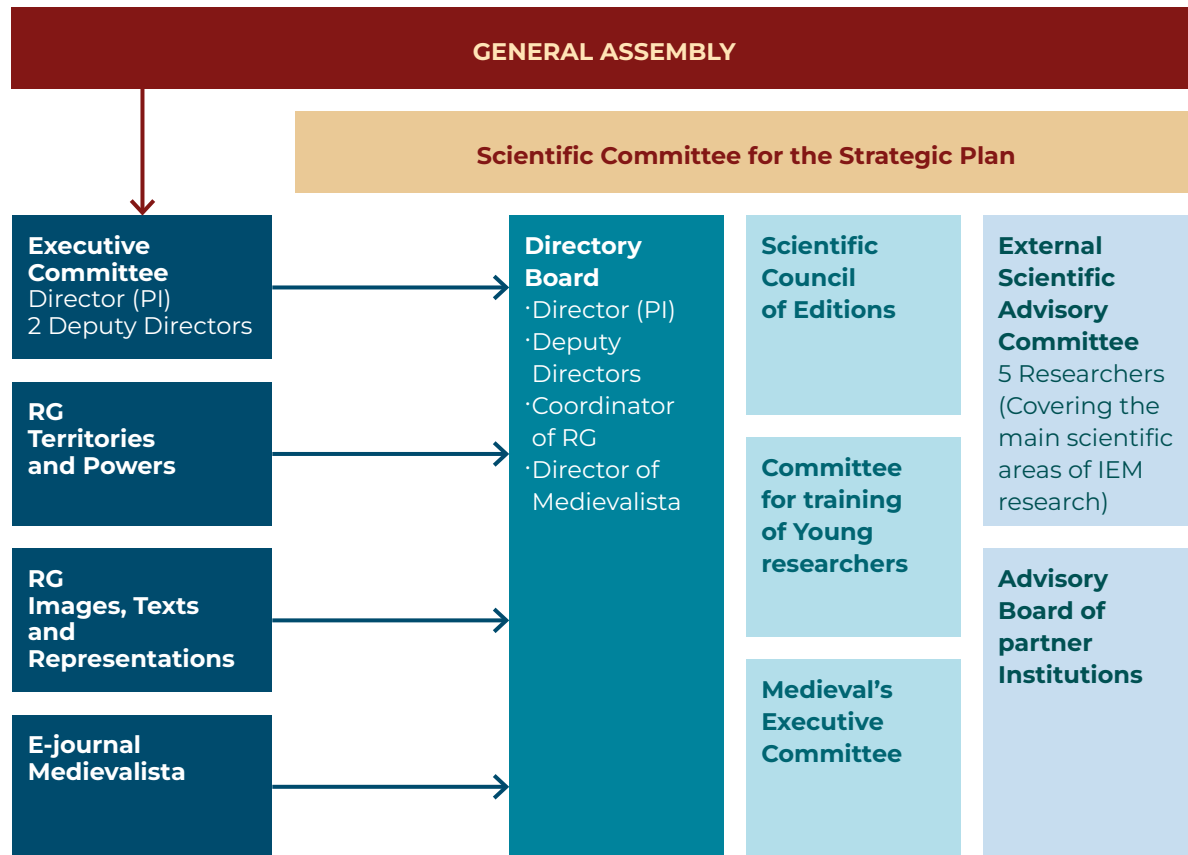 GENERAL ASSEMBLY
Scientific Committee for the Strategic Plan
Executive
Committee
Director (PI)
2 Deputy Directors
RG
Territories
and Powers
RG
Images, Texts
and
Representations
E-journal
Medievalista
Directory
Board
·Director (PI)
·Deputy
Directors
·Coordinator
of RG
·Director of
Medievalista
Scientific
Council
of Editions
Committee
for training
of Young
researchers
Medieval’s
Executive
Committee
External
Scientific
Advisory
Committee
5 Researchers
(Covering the
main scientific
areas of IEM
research)
Advisory
Board of
partner
Institutions